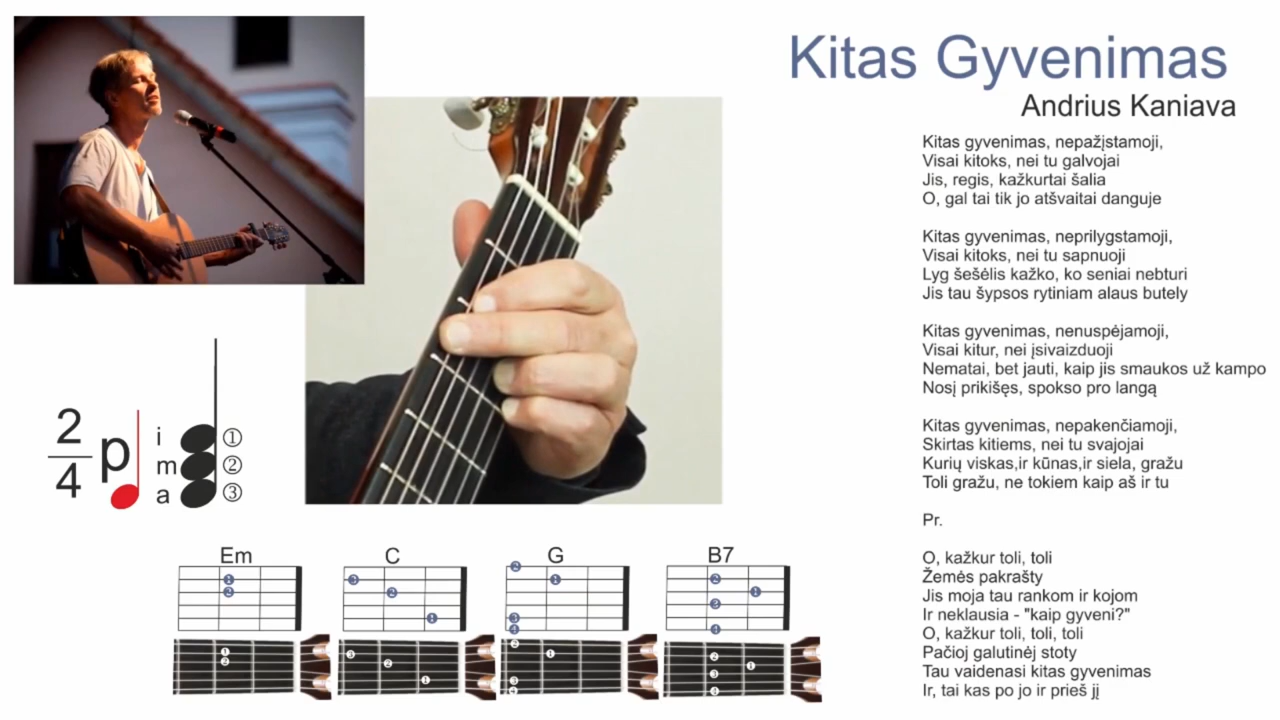 Kitas Gyvenimas
Andrius Kaniava
Kitas gyvenimas, nepažįstamoji,
Visai kitoks, nei tu galvojai
Jis, regis, kažkurtai šalia
O, gal tai tik jo atšvaitai danguje
Kitas gyvenimas, neprilygstamoji,
Visai kitoks, nei tu sapnuoji
Lyg šešėlis kažko, ko seniai nebturi
Jis tau šypsos rytiniam alaus butely
Kitas gyvenimas, nenuspėjamoji,
Visai kitur, nei įsivaizduoji
Nematai, bet jauti, kaip jis smaukos už kampo
Nosį prikišęs, spokso pro langą
Kitas gyvenimas, nepakenčiamoji,
Skirtas kitiems, nei tu svajojai
Kurių viskas,ir kūnas,ir siela, gražu
Toli gražu, ne tokiem kaip aš ir tu
Pr.
O, kažkur toli, toli
Žemės pakrašty
Jis moja tau rankom ir kojom
Ir neklausia - "kaip gyveni?"
O, kažkur toli, toli, toli
Pačioj galutinėj stoty
Tau vaidenasi kitas gyvenimas
Ir, tai kas po jo ir prieš jį
2
4
p
i ①
m ②
a ③
Em C G B7